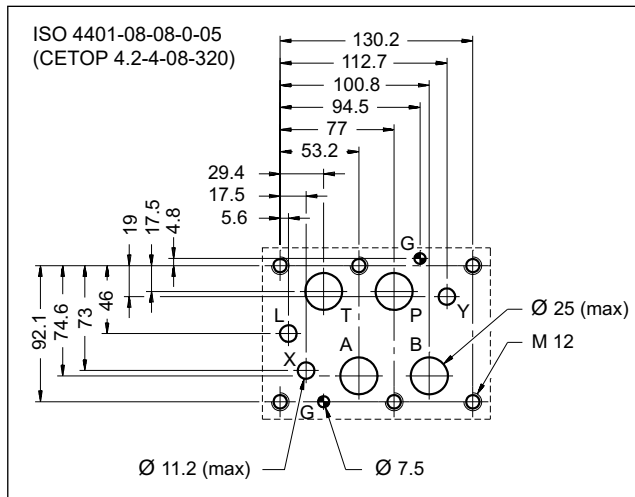 ISO 4401-08-08-0-05
(CETOP 4.2-4-08-320)
130.2
112.7
100.8
94.5
77
53.2
29.4
17.5
5.6
19
17.5
4.8
92.1
74.6
73
46
G
T
P
Y
L
A
B
X
G
Ø 25 (max)
M 12
Ø 11.2 (max)
Ø 7.5